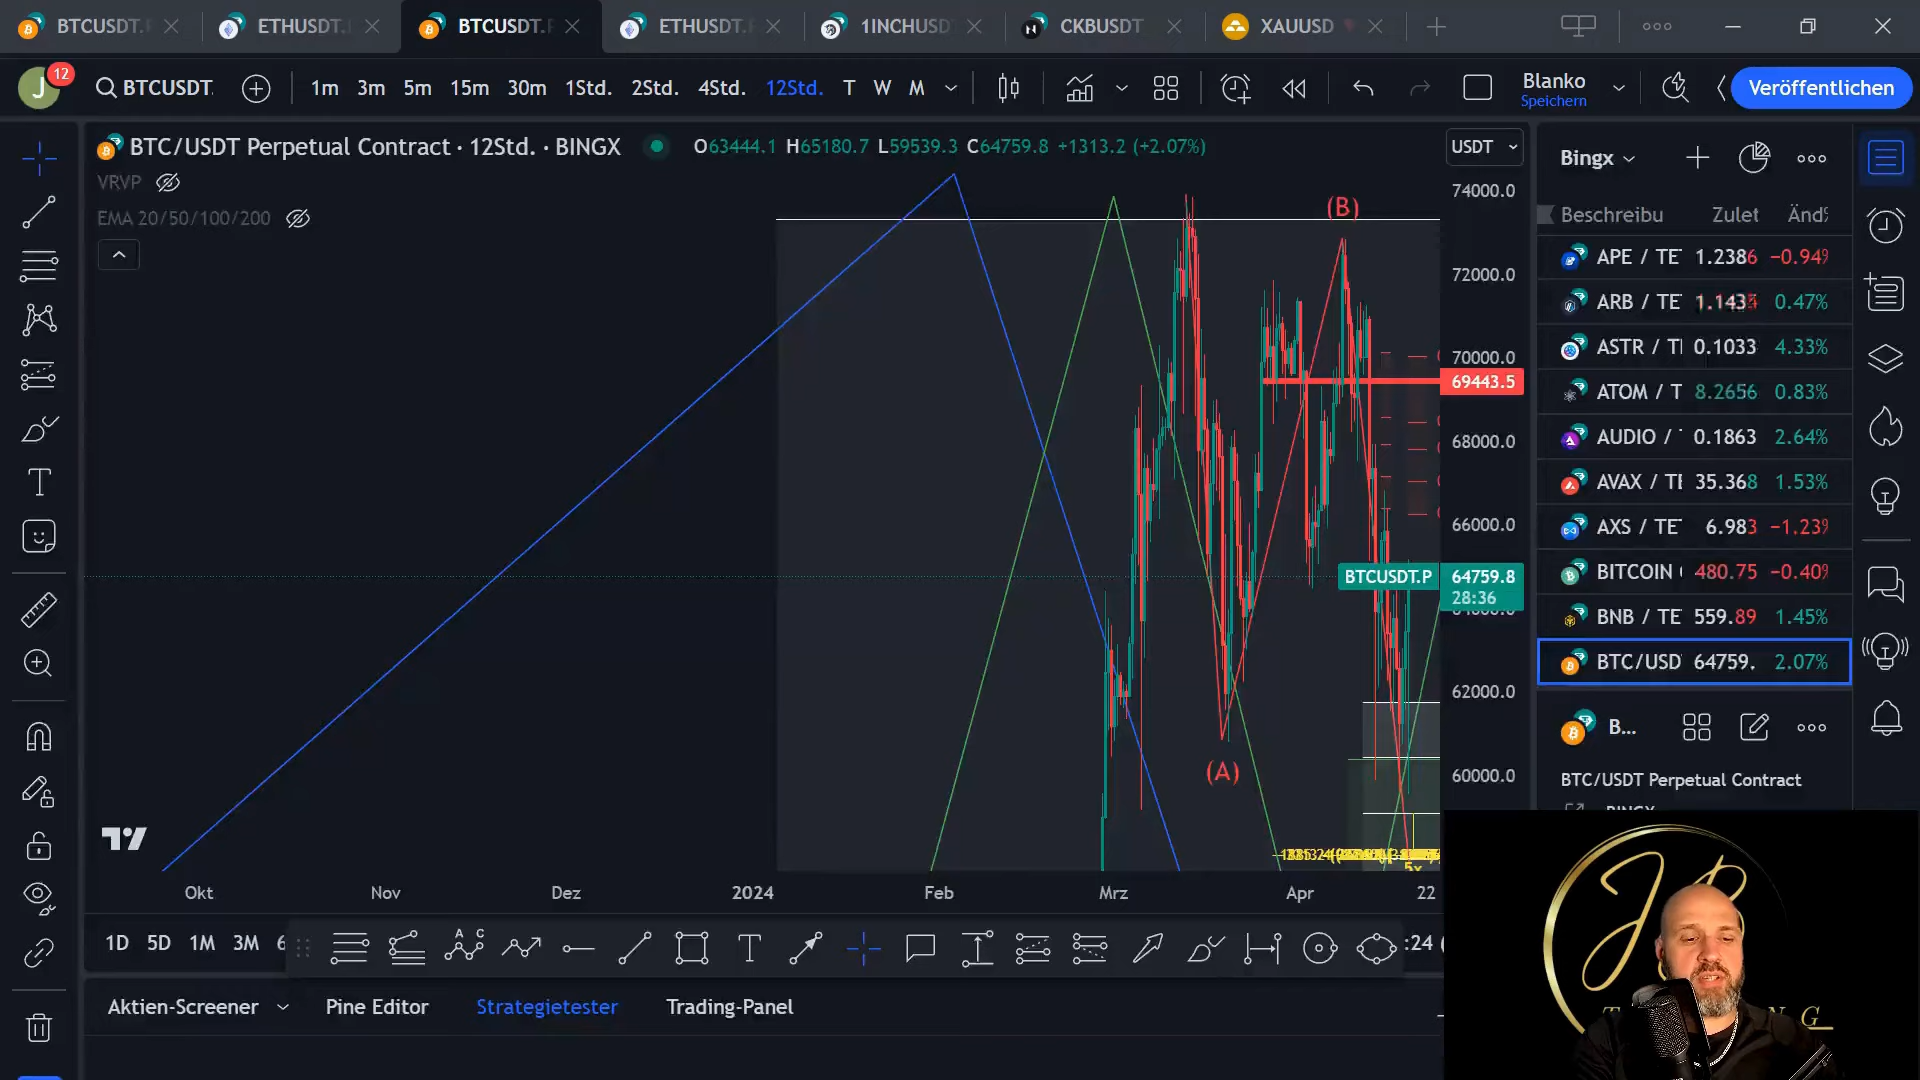 BTCUSDT.P ETHUSDT. BTCUSDT.P ETHUSDT.P 1INCHUSD CKBUSDT XAUUSD
J 12 BTCUSDT. 1m 3m 5m 15m 30m 1Std. 2Std. 4Std. 12Std. T W M Blanko Speichern Veröffentlichen
BTC/USDT Perpetual Contract · 12Std. · BINGX O63444.1 H65180.7 L59539.3 C64759.8 +1313.2 (+2.07%)
VRVP
EMA 20/50/100/200
USDT
74000.0
72000.0
70000.0
69443.5
68000.0
66000.0
BTCUSDT.P 64759.8
28:36
62000.0
60000.0
(B)
(A)
5x
Okt Nov Dez 2024 Feb Mrz Apr 22
1D 5D 1M 3M 6 A C T :24
Aktien-Screener Pine Editor Strategietester Trading-Panel
Bingx
Beschreibu Zulet Änd
APE / TE 1.2386 −0.94%
ARB / TE 0.47%
ASTR / T 0.1033 4.33%
ATOM / T 8.2656 0.83%
AUDIO / 0.1863 2.64%
AVAX / TE 35.368 1.53%
AXS / TE 6.983 −1.23%
BITCOIN 480.75 −0.40%
BNB / TE 559.89 1.45%
BTC/USD 64759. 2.07%
B...
BTC/USDT Perpetual Contract
BINGX